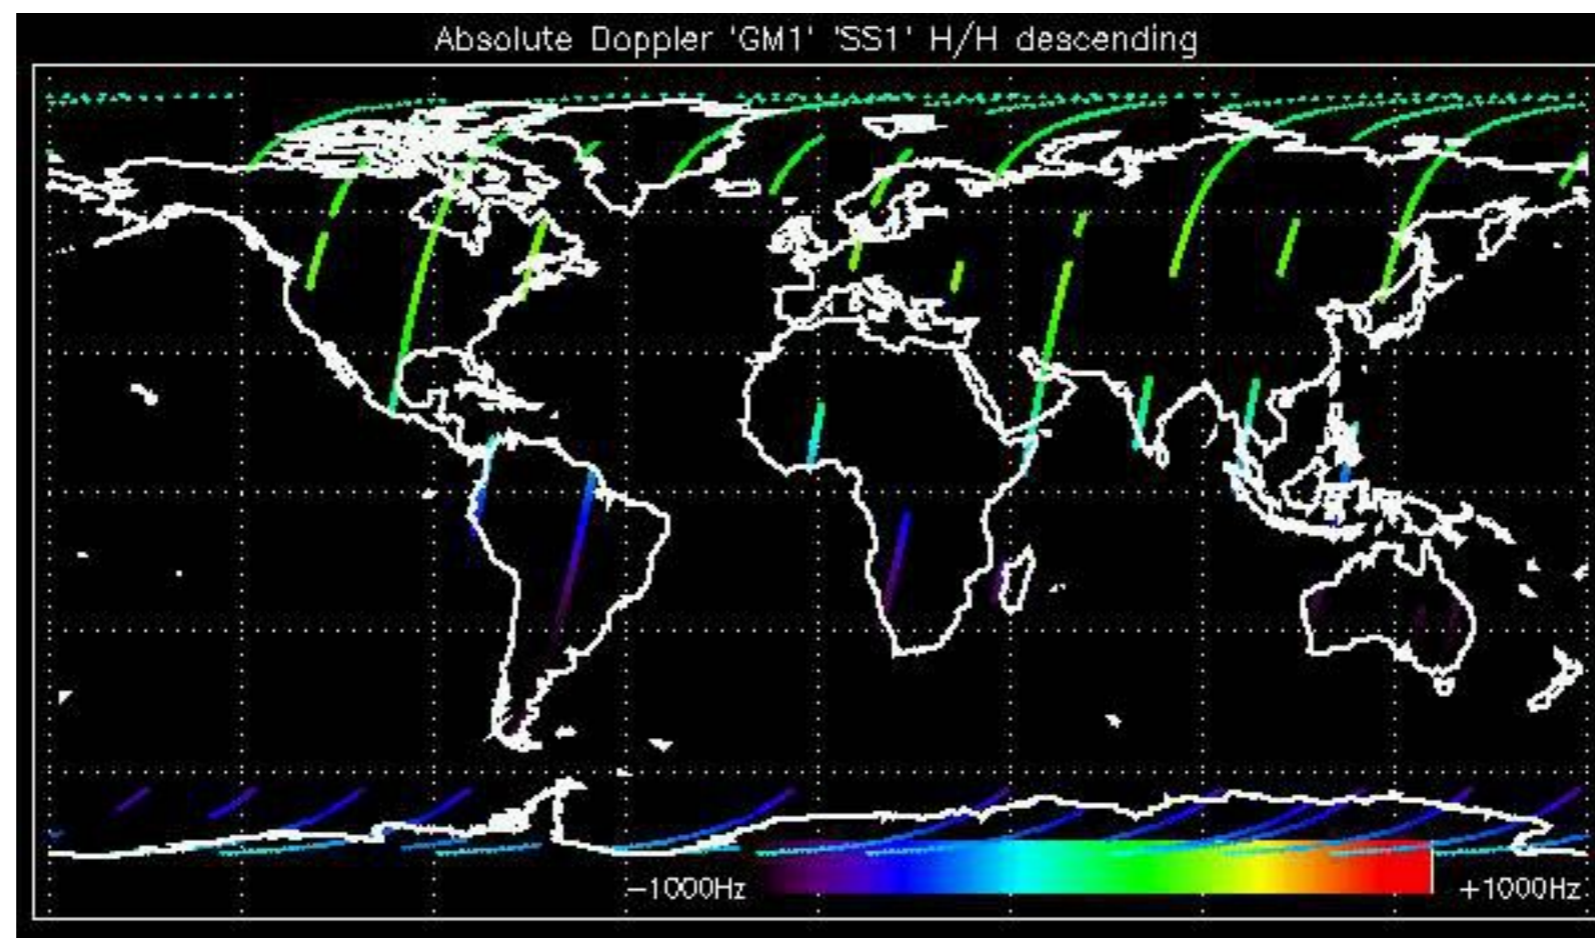 Absolute Doppler 'GM1' 'SS1' H/H descending
−1000Hz
+1000Hz